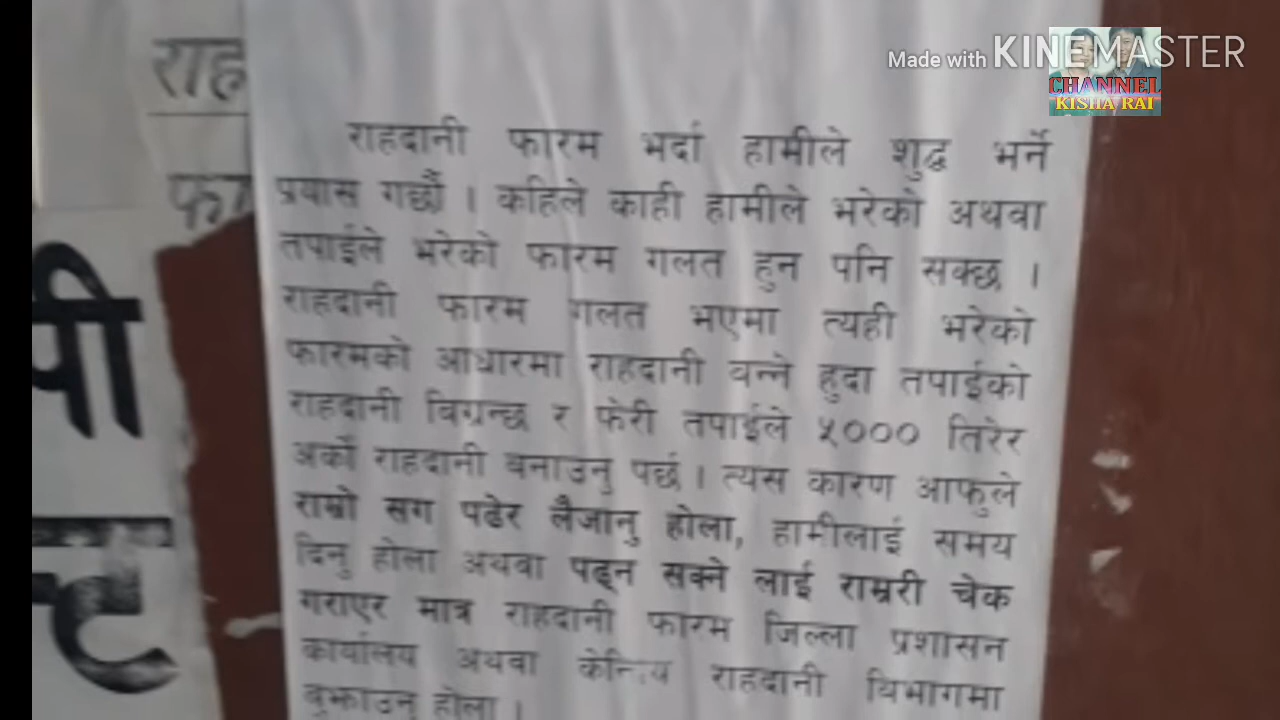 Made with KINEMASTER
CHANNEL
KISHA RAI
राह
फा
पी
न्ट
राहदानी फारम भर्दा हामीले शुद्ध भर्ने
प्रयास गर्छौं । कहिले काही हामीले भरेको अथवा
तपाईले भरेको फारम गलत हुन पनि सक्छ ।
राहदानी फारम गलत भएमा त्यही भरेको
फारमको आधारमा राहदानी वन्ने हुदा तपाईको
राहदानी विग्रन्छ र फेरी तपाईले ५००० तिरेर
अर्को राहदानी बनाउनु पर्छ । त्यस कारण आफुले
राम्रो सग पढेर लैजानु होला, हामीलाई समय
दिनु होला अथवा पढ्न सक्ने लाई राम्ररी चेक
गराएर मात्र राहदानी फारम जिल्ला प्रशासन
कार्यालय अथवा केन्द्रिय राहदानी विभागमा
बुझाउनु होला ।